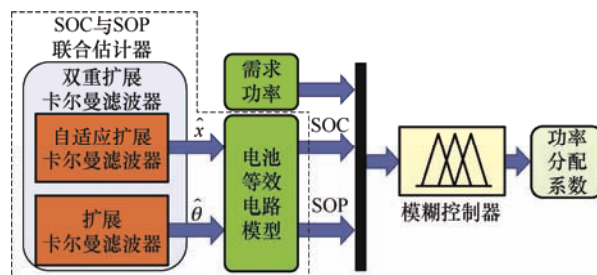 SOC与SOP
联合估计器
双重扩展
卡尔曼滤波器
自适应扩展
卡尔曼滤波器
扩展
卡尔曼滤波器
x̂
θ̂
需求
功率
电池
等效
电路
模型
SOC
SOP
模糊控制器
功率
分配
系数